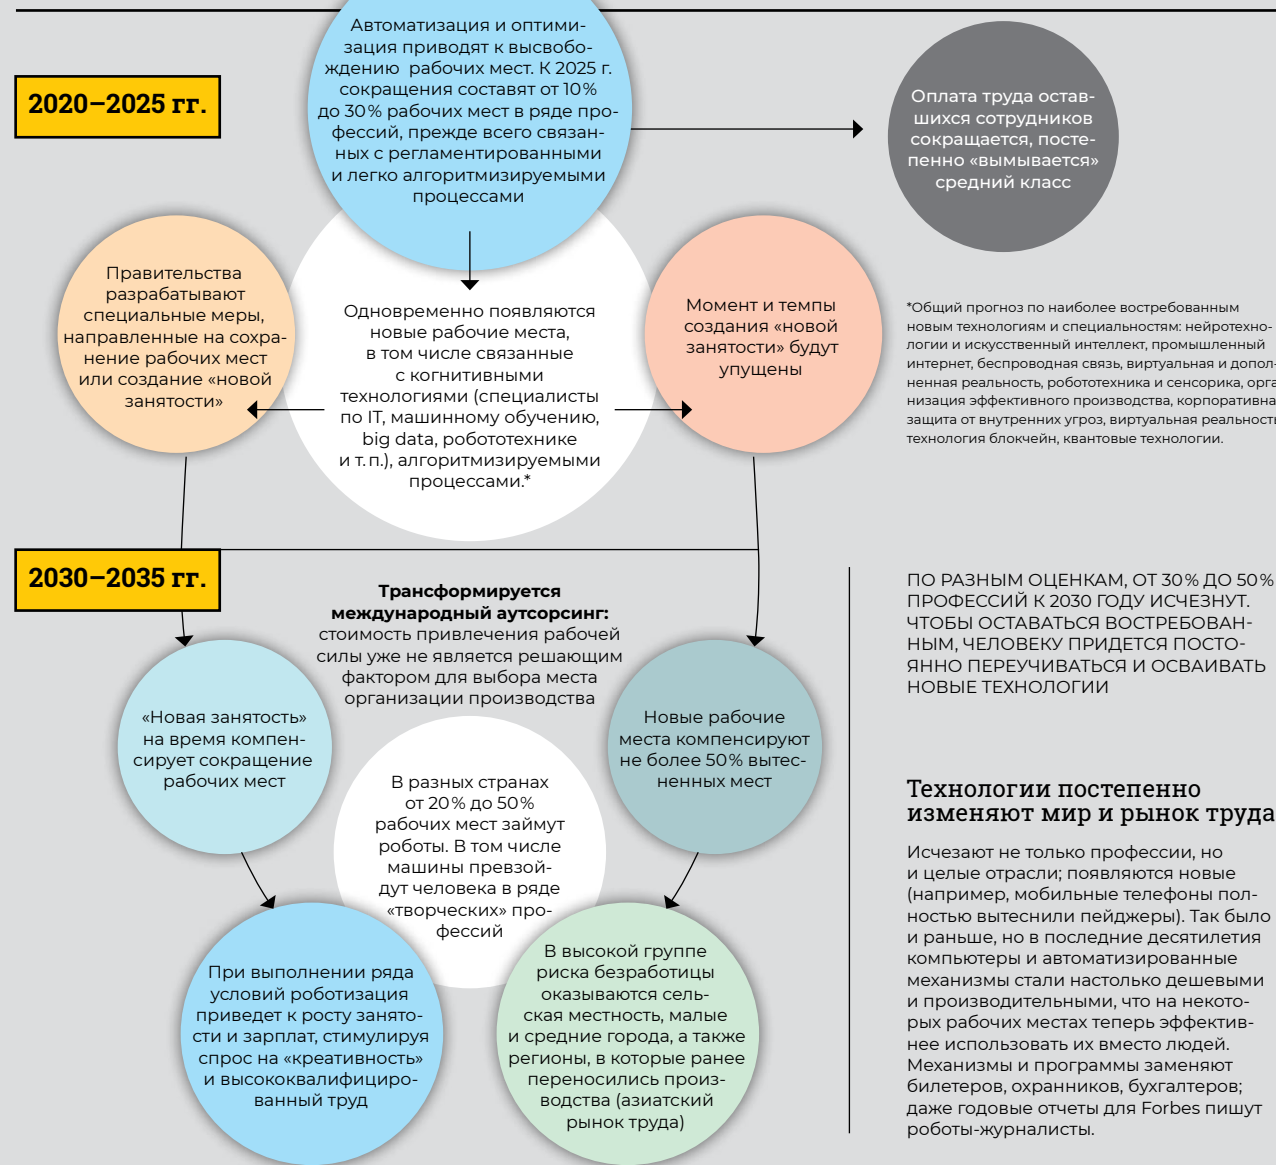 2020–2025 гг.
Автоматизация и оптими-
зация приводят к высвобо-
ждению рабочих мест. К 2025 г.
сокращения составят от 10%
до 30% рабочих мест в ряде про-
фессий, прежде всего связан-
ных с регламентированными
и легко алгоритмизируемыми
процессами
Оплата труда остав-
шихся сотрудников
сокращается, посте-
пенно «вымывается»
средний класс
Правительства
разрабатывают
специальные меры,
направленные на сохра-
нение рабочих мест
или создание «новой
занятости»
Одновременно появляются
новые рабочие места,
в том числе связанные
с когнитивными
технологиями (специалисты
по IT, машинному обучению,
big data, робототехнике
и т. п.), алгоритмизируемыми
процессами.*
Момент и темпы
создания «новой
занятости» будут
упущены
*Общий прогноз по наиболее востребованным
новым технологиям и специальностям: нейротехно-
логии и искусственный интеллект, промышленный
интернет, беспроводная связь, виртуальная и допол-
ненная реальность, робототехника и сенсорика, орга
низация эффективного производства, корпоративна
защита от внутренних угроз, виртуальная реальность
технология блокчейн, квантовые технологии.
2030–2035 гг.
Трансформируется
международный аутсорсинг:
стоимость привлечения рабочей
силы уже не является решающим
фактором для выбора места
организации производства
«Новая занятость»
на время компен-
сирует сокращение
рабочих мест
В разных странах
от 20% до 50%
рабочих мест займут
роботы. В том числе
машины превзой-
дут человека в ряде
«творческих» про-
фессий
Новые рабочие
места компенсируют
не более 50% вытес-
ненных мест
При выполнении ряда
условий роботизация
приведет к росту занято-
сти и зарплат, стимулируя
спрос на «креативность»
и высококвалифициро-
ванный труд
В высокой группе
риска безработицы
оказываются сель-
ская местность, малые
и средние города, а также
регионы, в которые ранее
переносились произ-
водства (азиатский
рынок труда)
ПО РАЗНЫМ ОЦЕНКАМ, ОТ 30% ДО 50%
ПРОФЕССИЙ К 2030 ГОДУ ИСЧЕЗНУТ.
ЧТОБЫ ОСТАВАТЬСЯ ВОСТРЕБОВАН-
НЫМ, ЧЕЛОВЕКУ ПРИДЕТСЯ ПОСТО-
ЯННО ПЕРЕУЧИВАТЬСЯ И ОСВАИВАТЬ
НОВЫЕ ТЕХНОЛОГИИ
Технологии постепенно
изменяют мир и рынок труда
Исчезают не только профессии, но
и целые отрасли; появляются новые
(например, мобильные телефоны пол-
ностью вытеснили пейджеры). Так было
и раньше, но в последние десятилетия
компьютеры и автоматизированные
механизмы стали настолько дешевыми
и производительными, что на некото-
рых рабочих местах теперь эффектив-
нее использовать их вместо людей.
Механизмы и программы заменяют
билетеров, охранников, бухгалтеров;
даже годовые отчеты для Forbes пишут
роботы-журналисты.